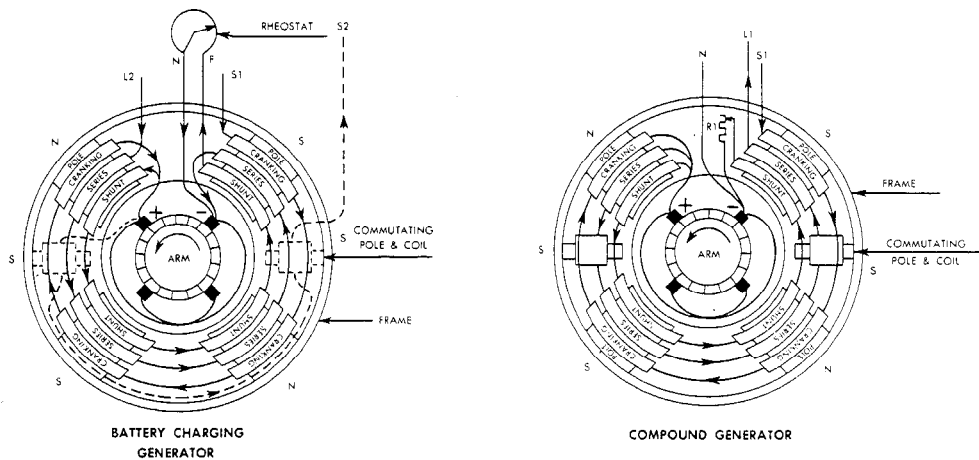 RHEOSTAT
S2
N
F
L2
S1
N
S
POLE
CRANKING
SERIES
SHUNT
POLE
CRANKING
SERIES
SHUNT
+
-
S
ARM
S
COMMUTATING
POLE & COIL
SHUNT
SERIES
CRANKING
SHUNT
SERIES
CRANKING
FRAME
S
N
BATTERY CHARGING
GENERATOR
N
L1
S1
R1
N
S
POLE
CRANKING
SERIES
SHUNT
POLE
CRANKING
SERIES
SHUNT
FRAME
+
-
S
ARM
S
COMMUTATING
POLE & COIL
SHUNT
SERIES
CRANKING
POLE
SHUNT
SERIES
CRANKING
POLE
S
N
COMPOUND GENERATOR